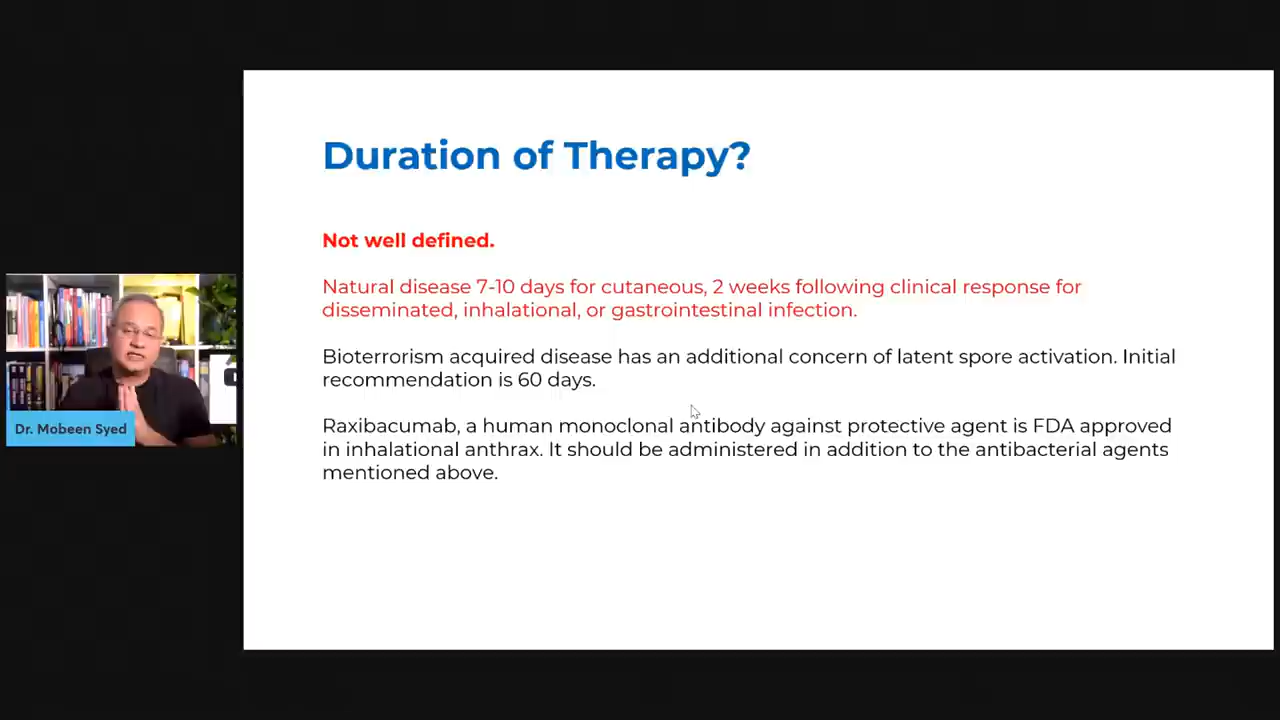 Duration of Therapy?
Not well defined.
Natural disease 7-10 days for cutaneous, 2 weeks following clinical response for
disseminated, inhalational, or gastrointestinal infection.
Bioterrorism acquired disease has an additional concern of latent spore activation. Initial
recommendation is 60 days.
Raxibacumab, a human monoclonal antibody against protective agent is FDA approved
in inhalational anthrax. It should be administered in addition to the antibacterial agents
mentioned above.
Dr. Mobeen Syed